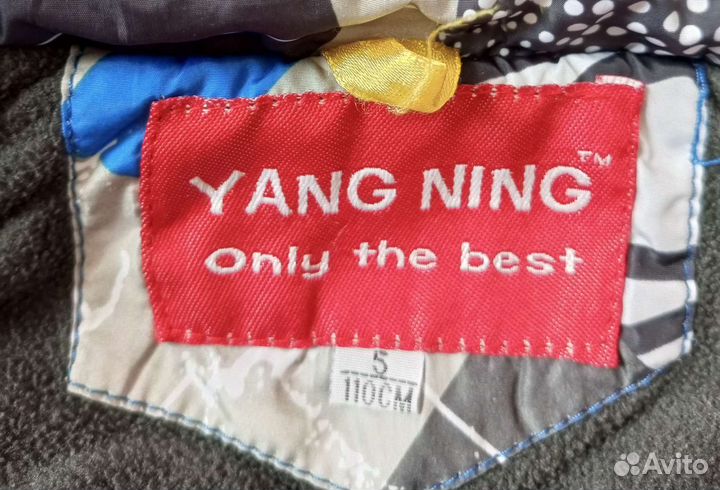 YANG NING™
Only the best
5
110CM
Avito